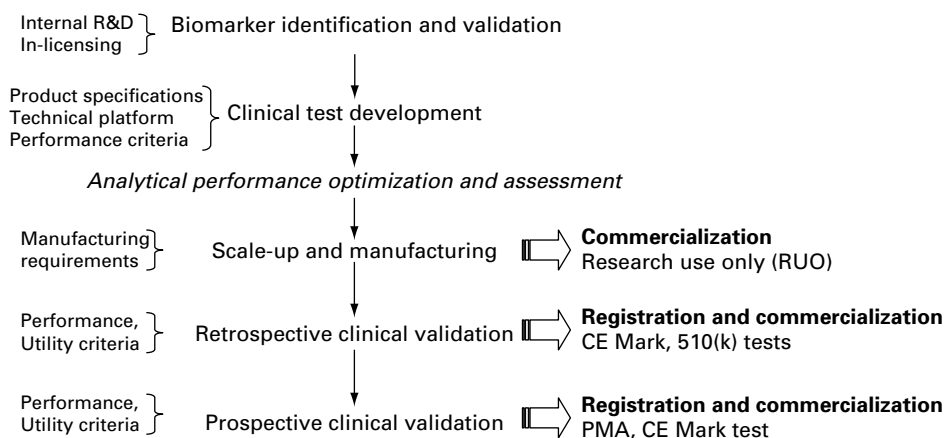 Internal R&D
In-licensing
Biomarker identification and validation
Product specifications
Technical platform
Performance criteria
Clinical test development
Analytical performance optimization and assessment
Manufacturing
requirements
Scale-up and manufacturing
Commercialization
Research use only (RUO)
Performance,
Utility criteria
Retrospective clinical validation
Registration and commercialization
CE Mark, 510(k) tests
Performance,
Utility criteria
Prospective clinical validation
Registration and commercialization
PMA, CE Mark test